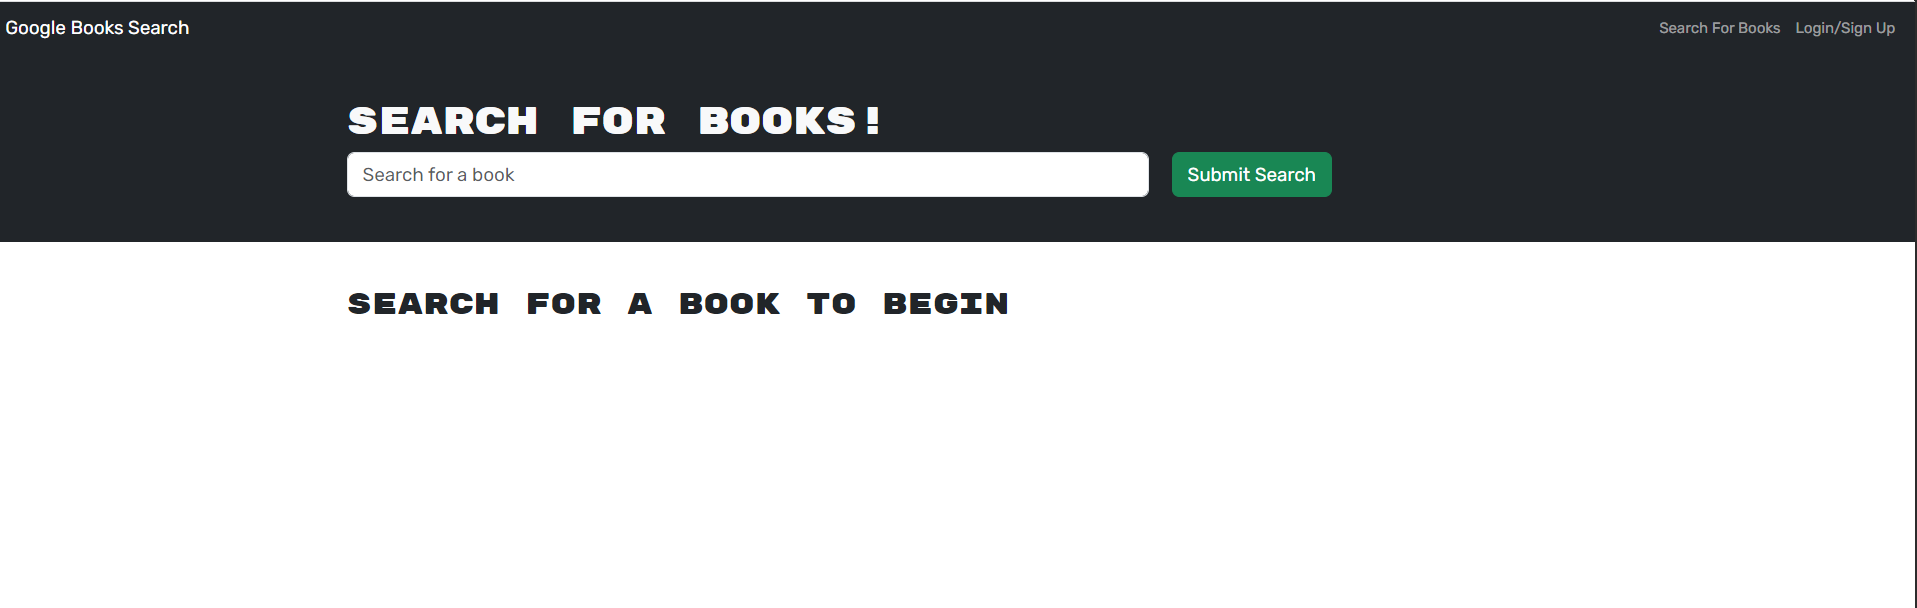 Google Books Search
Search For Books
Login/Sign Up
SEARCH FOR BOOKS!
Search for a book
Submit Search
SEARCH FOR A BOOK TO BEGIN